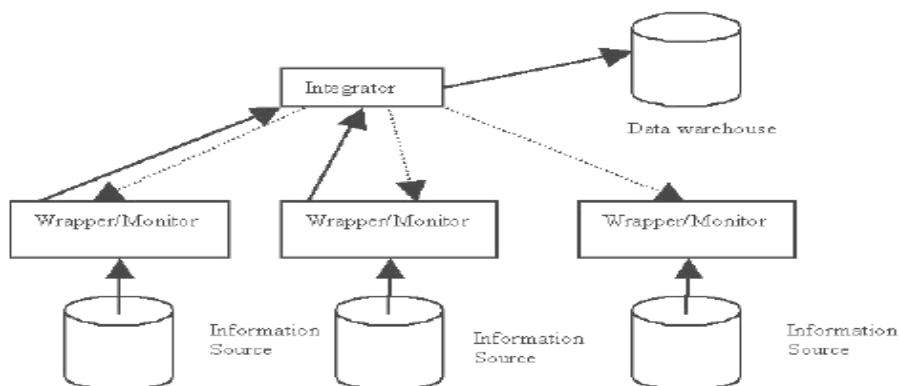 Integrator
Data warehouse
Wrapper/Monitor
Wrapper/Monitor
Wrapper/Monitor
Information
Source
Information
Source
Information
Source